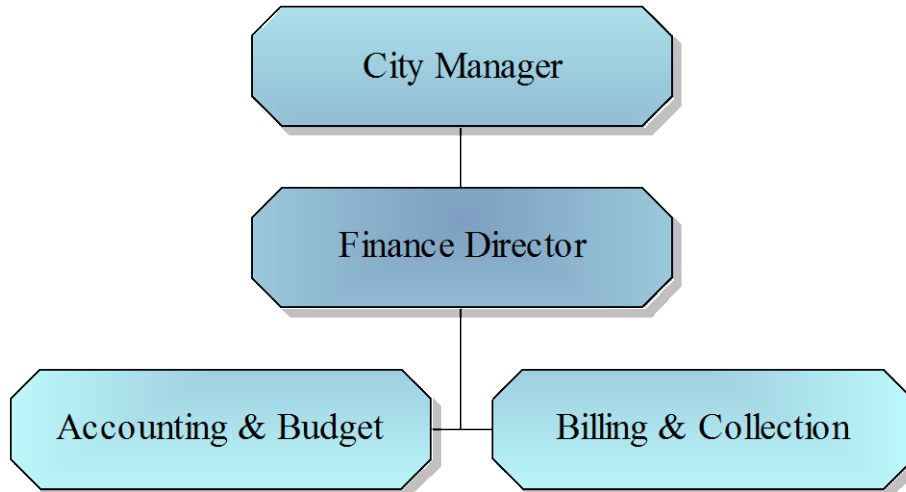 City Manager
Finance Director
Accounting & Budget
Billing & Collection